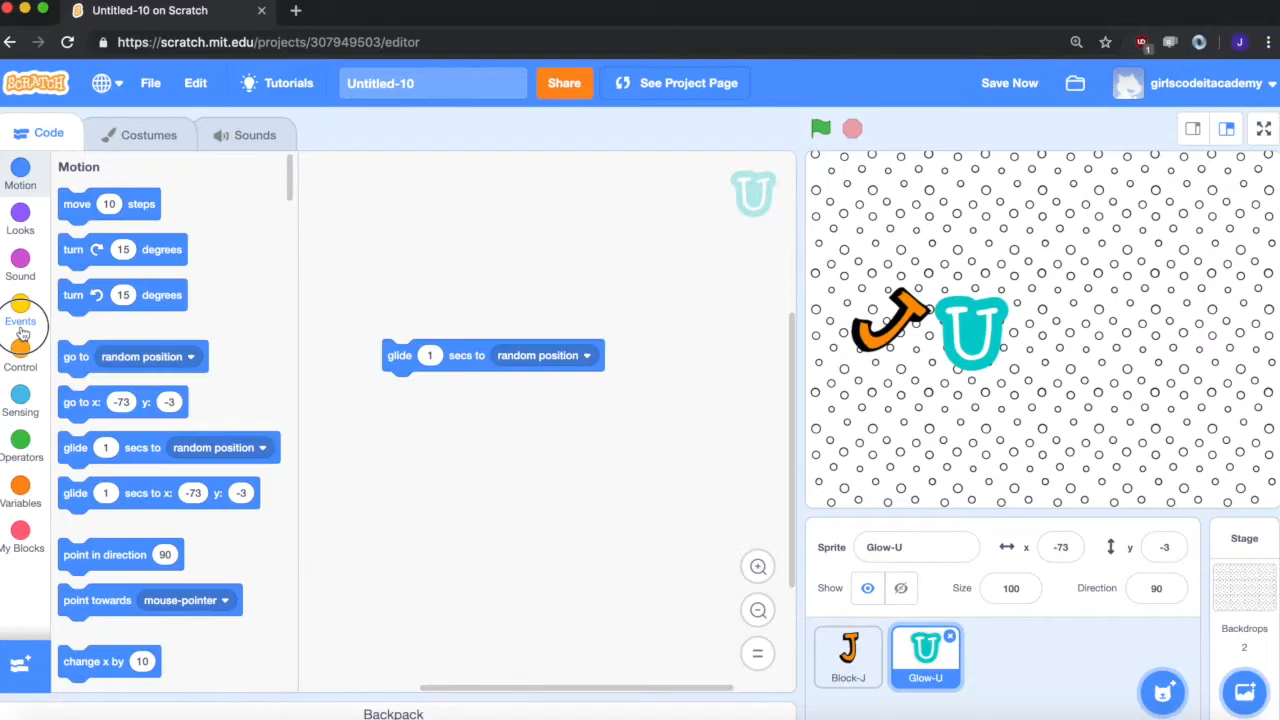 Untitled-10 on Scratch
https://scratch.mit.edu/projects/307949503/editor
1
J
SCRATCH
File
Edit
Tutorials
Untitled-10
Share
See Project Page
Save Now
girlscodeitacademy
Code
Costumes
Sounds
Motion
Looks
Sound
Events
Control
Sensing
Operators
Variables
My Blocks
Motion
move 10 steps
turn 15 degrees
turn 15 degrees
go to random position
go to x: -73 y: -3
glide 1 secs to random position
glide 1 secs to x: -73 y: -3
point in direction 90
point towards mouse-pointer
change x by 10
U
glide 1 secs to random position
Backpack
J U
Sprite Glow-U x -73 y -3
Show Size 100 Direction 90
J
Block-J
U
Glow-U
Stage
Backdrops
2